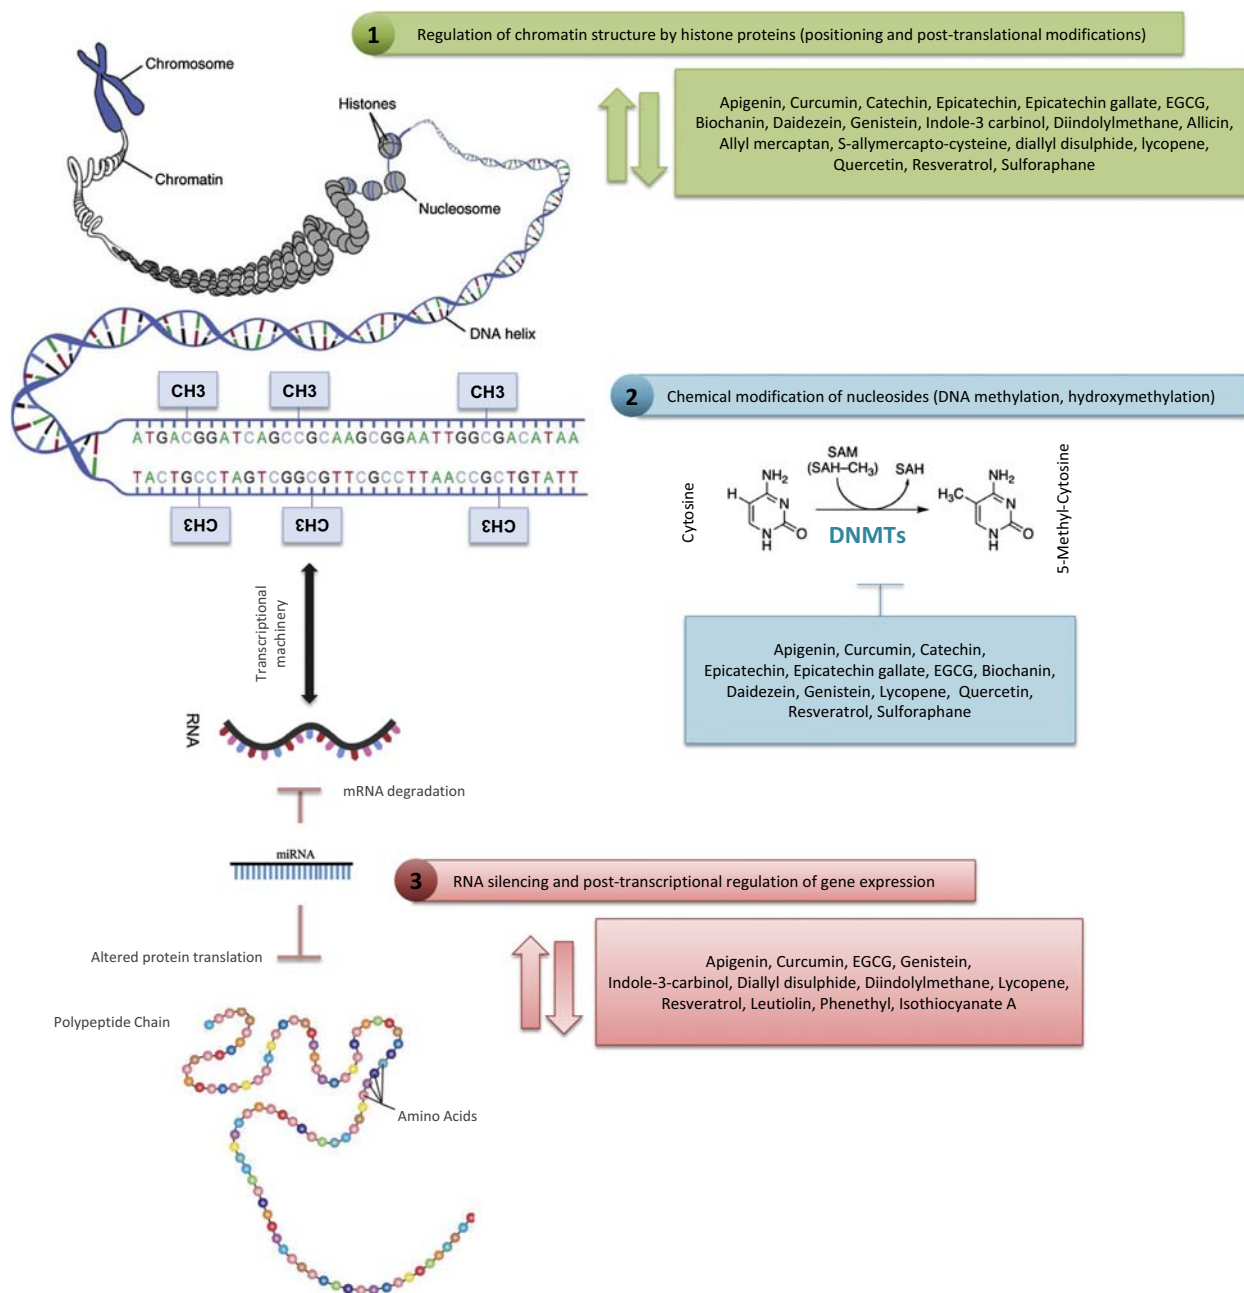 1
Regulation of chromatin structure by histone proteins (positioning and post-translational modifications)
Chromosome
Histones
Chromatin
Nucleosome
Apigenin, Curcumin, Catechin, Epicatechin, Epicatechin gallate, EGCG,
Biochanin, Daidezein, Genistein, Indole-3 carbinol, Diindolylmethane, Allicin,
Allyl mercaptan, S-allymercapto-cysteine, diallyl disulphide, lycopene,
Quercetin, Resveratrol, Sulforaphane
DNA helix
CH3
CH3
CH3
ATGACGGATCAGCCGCAAGCGGAATTGGCGACATAA
TACTGCCTAGTCGGCGTTCGCCTTAACCGCTGTATT
CH3
CH3
CH3
2
Chemical modification of nucleosides (DNA methylation, hydroxymethylation)
Cytosine
H
NH2
N
N
H
O
SAM
(SAH–CH3)
SAH
DNMTs
H3C
NH2
N
N
H
O
5-Methyl-Cytosine
Apigenin, Curcumin, Catechin,
Epicatechin, Epicatechin gallate, EGCG, Biochanin,
Daidezein, Genistein, Lycopene, Quercetin,
Resveratrol, Sulforaphane
Transcriptional
machinery
RNA
mRNA degradation
miRNA
3
RNA silencing and post-transcriptional regulation of gene expression
Altered protein translation
Apigenin, Curcumin, EGCG, Genistein,
Indole-3-carbinol, Diallyl disulphide, Diindolylmethane, Lycopene,
Resveratrol, Leutiolin, Phenethyl, Isothiocyanate A
Polypeptide Chain
Amino Acids